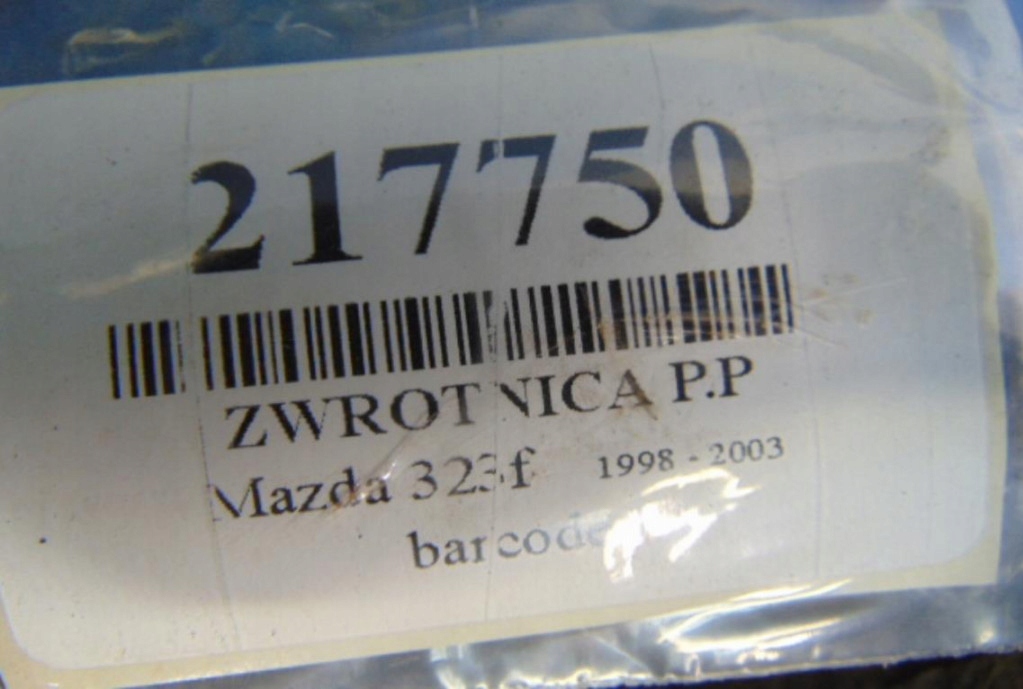 217750
ZWROTNICA P.P
Mazda 323f 1998 - 2003
barcode